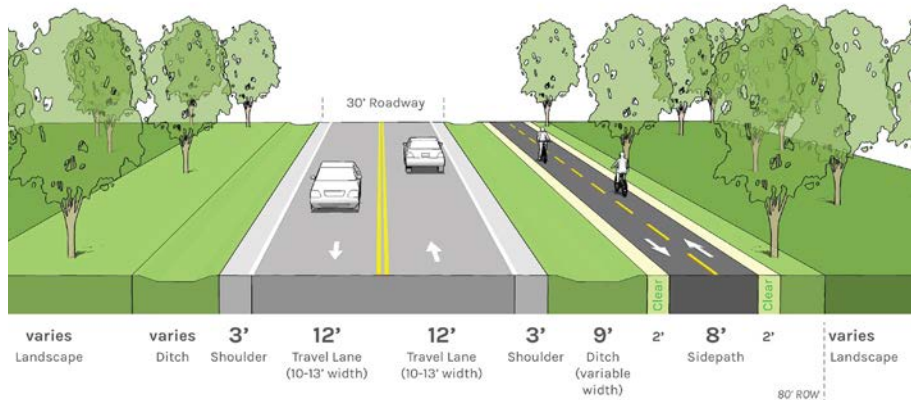 30' Roadway
Clear
Clear
varies
Landscape
varies
Ditch
3'
Shoulder
12'
Travel Lane
(10-13' width)
12'
Travel Lane
(10-13' width)
3'
Shoulder
9'
Ditch
(variable
width)
2'
8'
Sidepath
2'
varies
Landscape
80' ROW